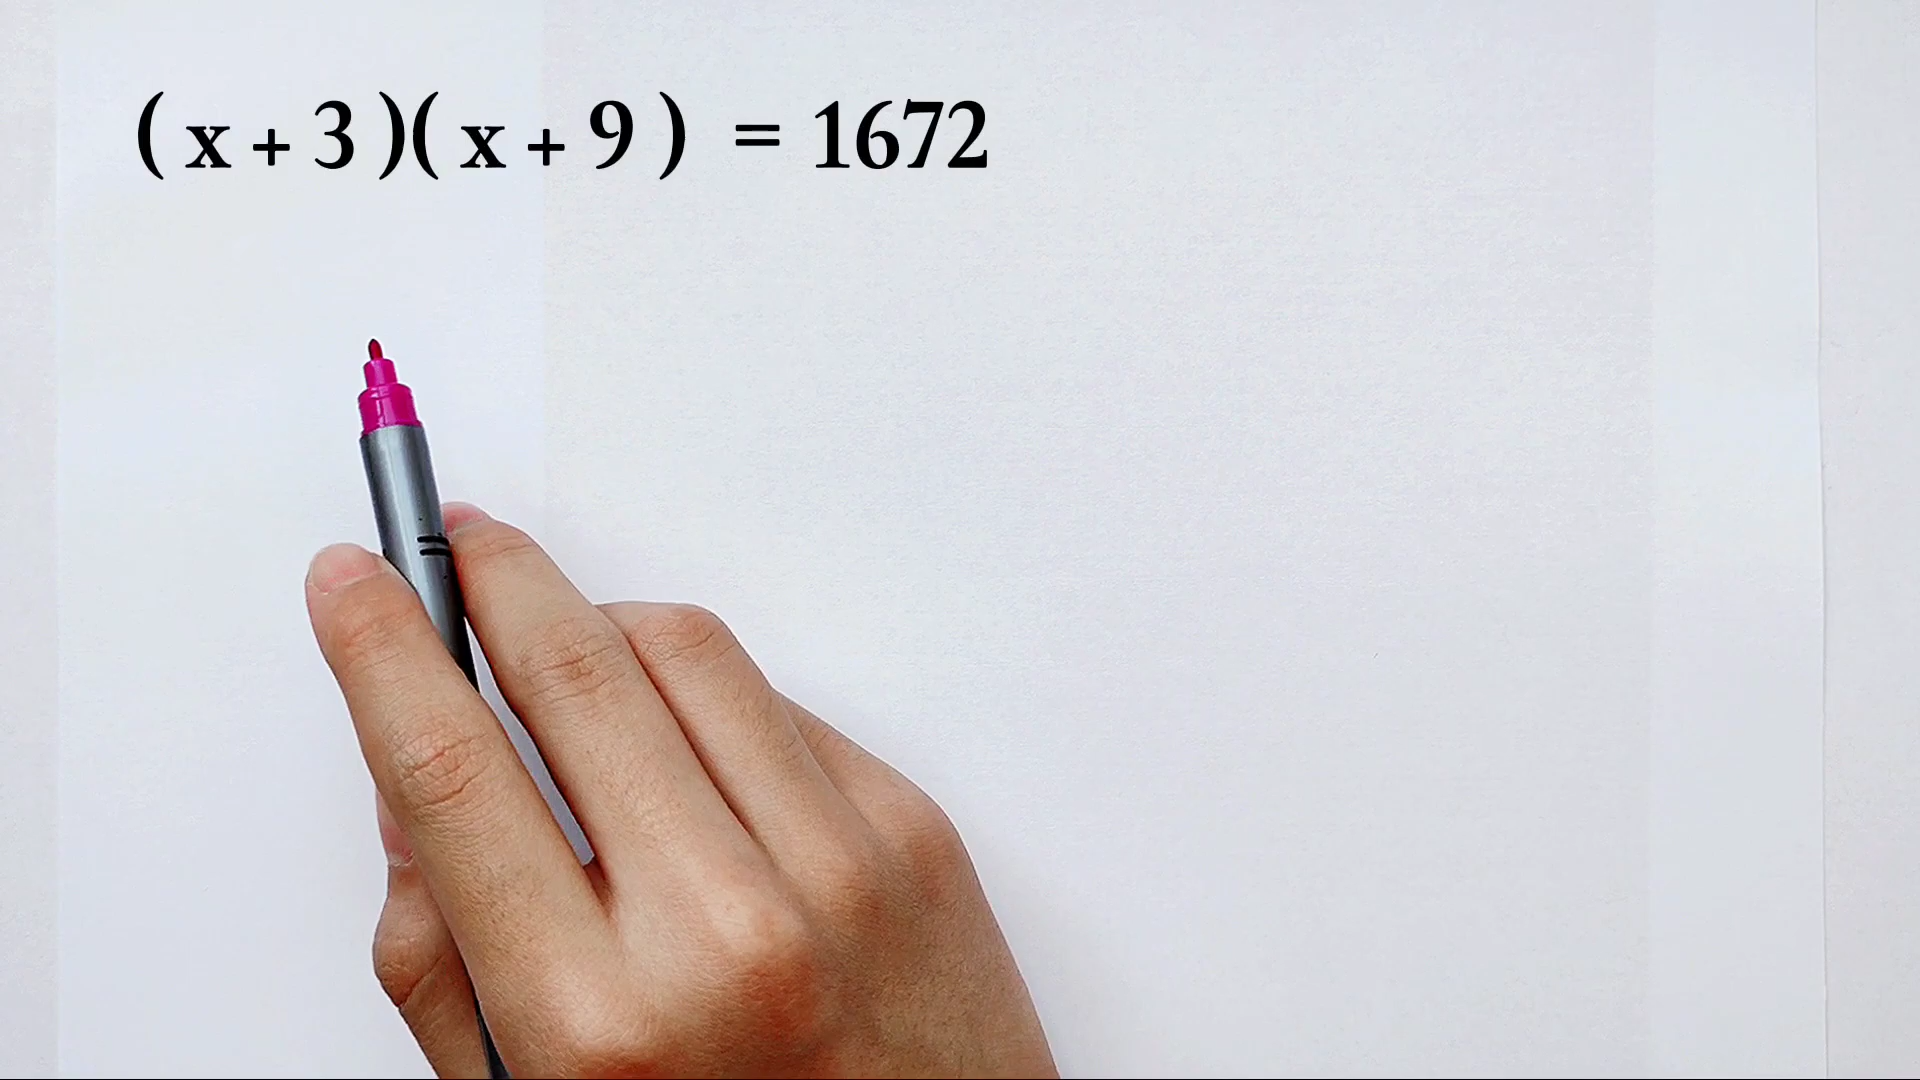 ( x + 3 )( x + 9 ) = 1672